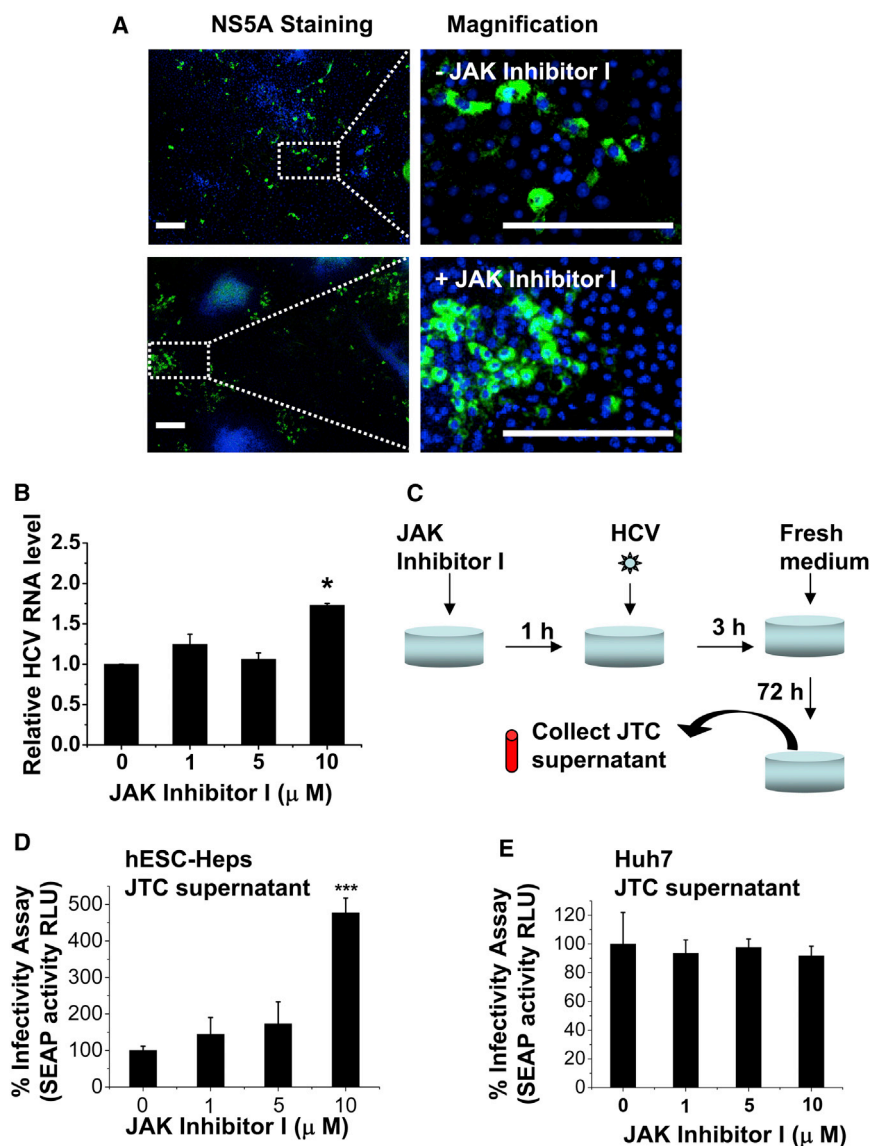 A
NS5A Staining
Magnification
- JAK Inhibitor I
+ JAK Inhibitor I
B
Relative HCV RNA level
2.5
2.0
1.5
1.0
0.5
0.0
*
0 1 5 10
JAK Inhibitor I (μ M)
C
JAK
Inhibitor I
HCV
Fresh
medium
1 h
3 h
72 h
Collect JTC
supernatant
D
hESC-Heps
JTC supernatant
% Infectivity Assay
(SEAP activity RLU)
500
400
300
200
100
0
***
0 1 5 10
JAK Inhibitor I (μ M)
E
Huh7
JTC supernatant
% Infectivity Assay
(SEAP activity RLU)
120
100
80
60
40
20
0
0 1 5 10
JAK Inhibitor I (μ M)